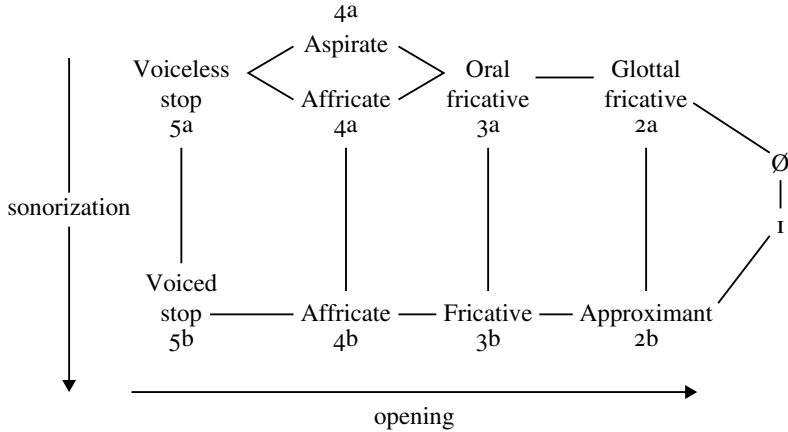 4a
Aspirate
Voiceless
stop
5a
Affricate
4a
Oral
fricative
3a
Glottal
fricative
2a
Ø
1
sonorization
Voiced
stop
5b
Affricate
4b
Fricative
3b
Approximant
2b
opening